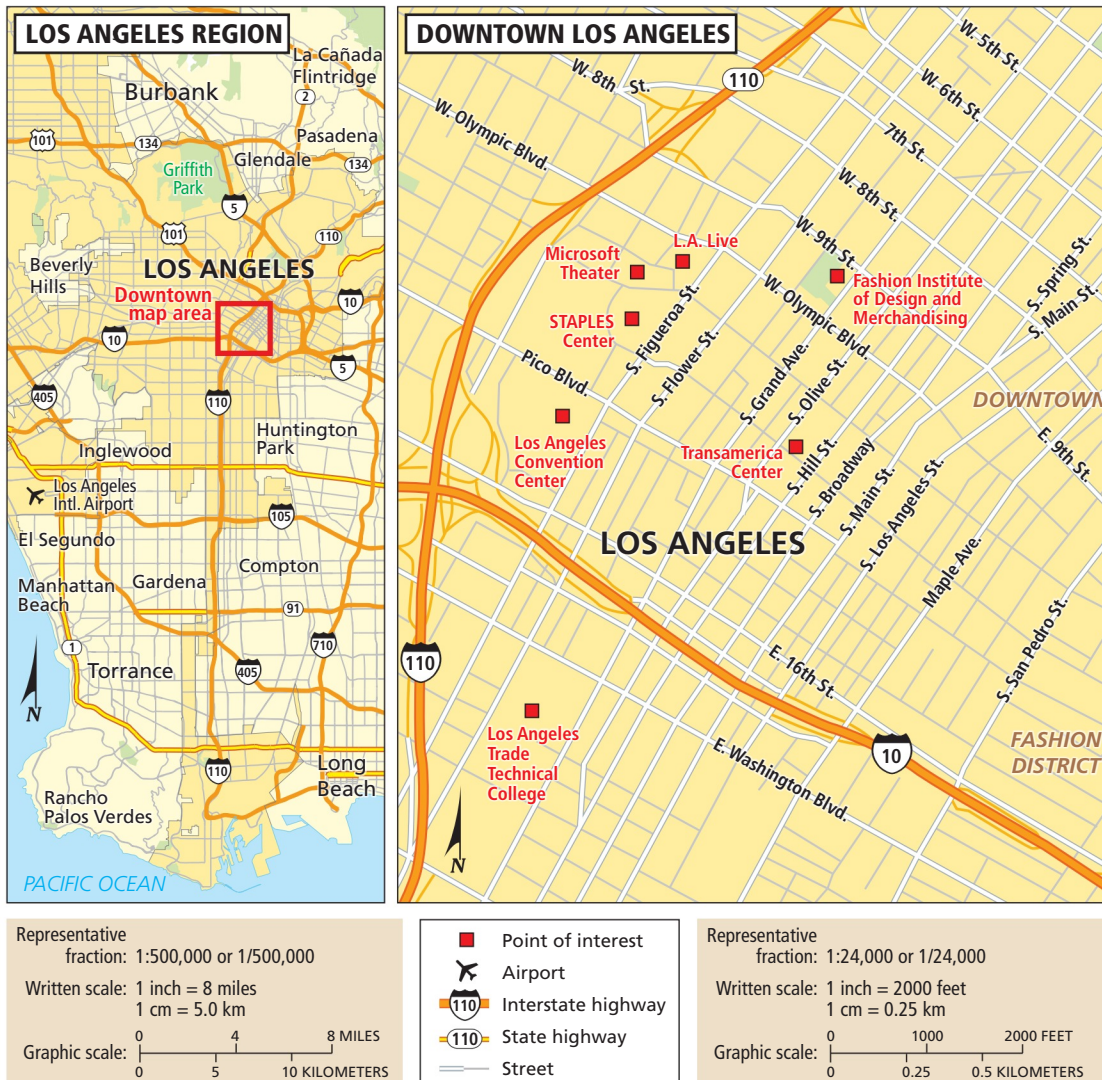 LOS ANGELES REGION
La Cañada
Flintridge
Burbank
2
Pasadena
101
134
Glendale
134
Griffith
Park
5
101
110
Beverly
Hills
LOS ANGELES
Downtown
map area
10
10
5
405
110
Huntington
Park
Inglewood
Los Angeles
Intl. Airport
105
El Segundo
Compton
Gardena
Manhattan
Beach
91
1
710
Torrance
405
N
110
Long
Beach
Rancho
Palos Verdes
PACIFIC OCEAN
DOWNTOWN LOS ANGELES
W. 5th St.
W. 8th St.
110
W. 6th St.
W. Olympic Blvd.
7th St.
W. 8th St.
W. 9th St.
L.A. Live
Microsoft
Theater
S. Spring St.
S. Main St.
Fashion Institute
of Design and
Merchandising
STAPLES
Center
S. Figueroa St.
W. Olympic Blvd.
S. Flower St.
Pico Blvd.
S. Grand Ave.
S. Olive St.
DOWNTOWN
Los Angeles
Convention
Center
Transamerica
Center
E. 9th St.
S. Hill St.
S. Broadway
S. Main St.
S. Los Angeles St.
LOS ANGELES
Maple Ave.
110
E. 16th St.
S. San Pedro St.
Los Angeles
Trade
Technical
College
10
FASHION
DISTRICT
E. Washington Blvd.
N
Representative
fraction: 1:500,000 or 1/500,000
Written scale: 1 inch = 8 miles
1 cm = 5.0 km
0 4 8 MILES
Graphic scale:
0 5 10 KILOMETERS
Point of interest
Airport
110 Interstate highway
110 State highway
Street
Representative
fraction: 1:24,000 or 1/24,000
Written scale: 1 inch = 2000 feet
1 cm = 0.25 km
0 1000 2000 FEET
Graphic scale:
0 0.25 0.5 KILOMETERS